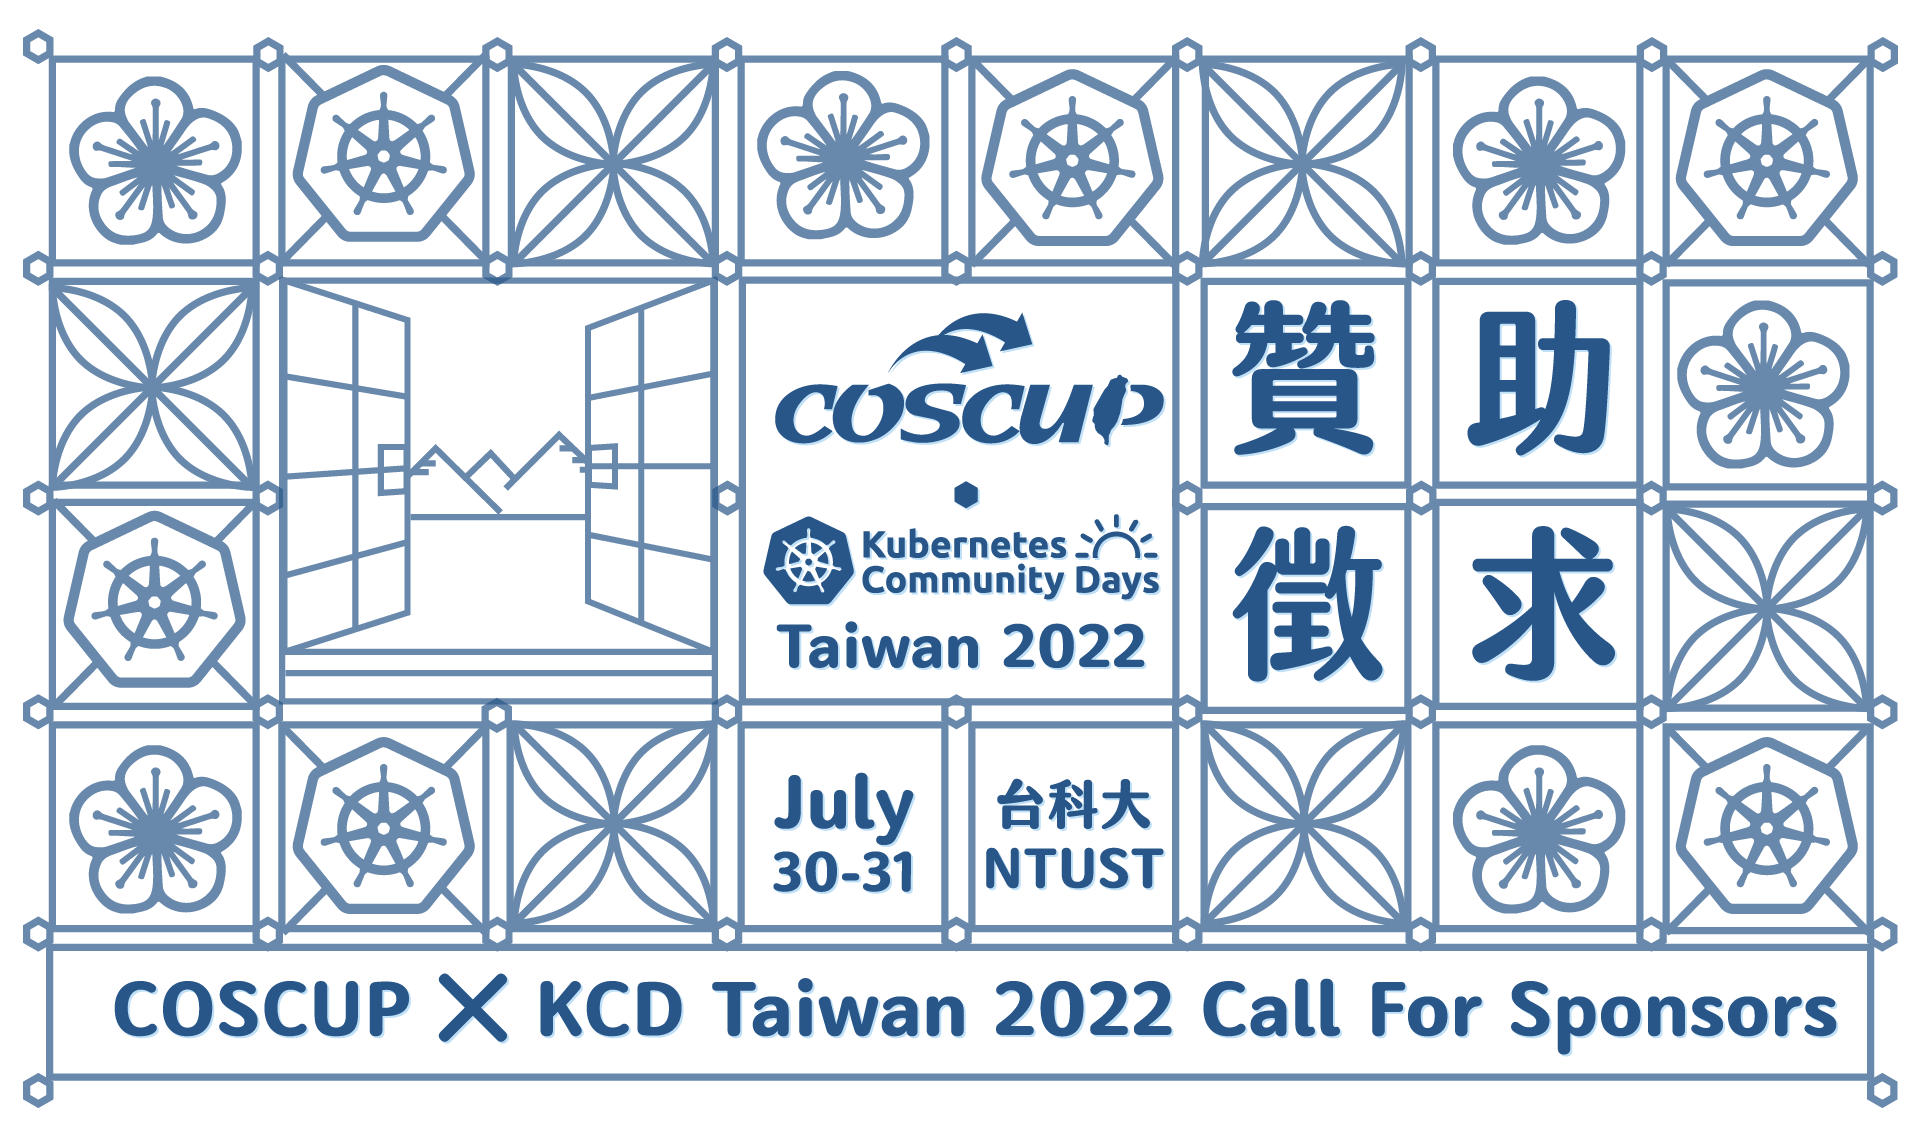 coscup
Kubernetes
Community Days
Taiwan 2022
贊助
徵求
July
30-31
台科大
NTUST
COSCUP X KCD Taiwan 2022 Call For Sponsors